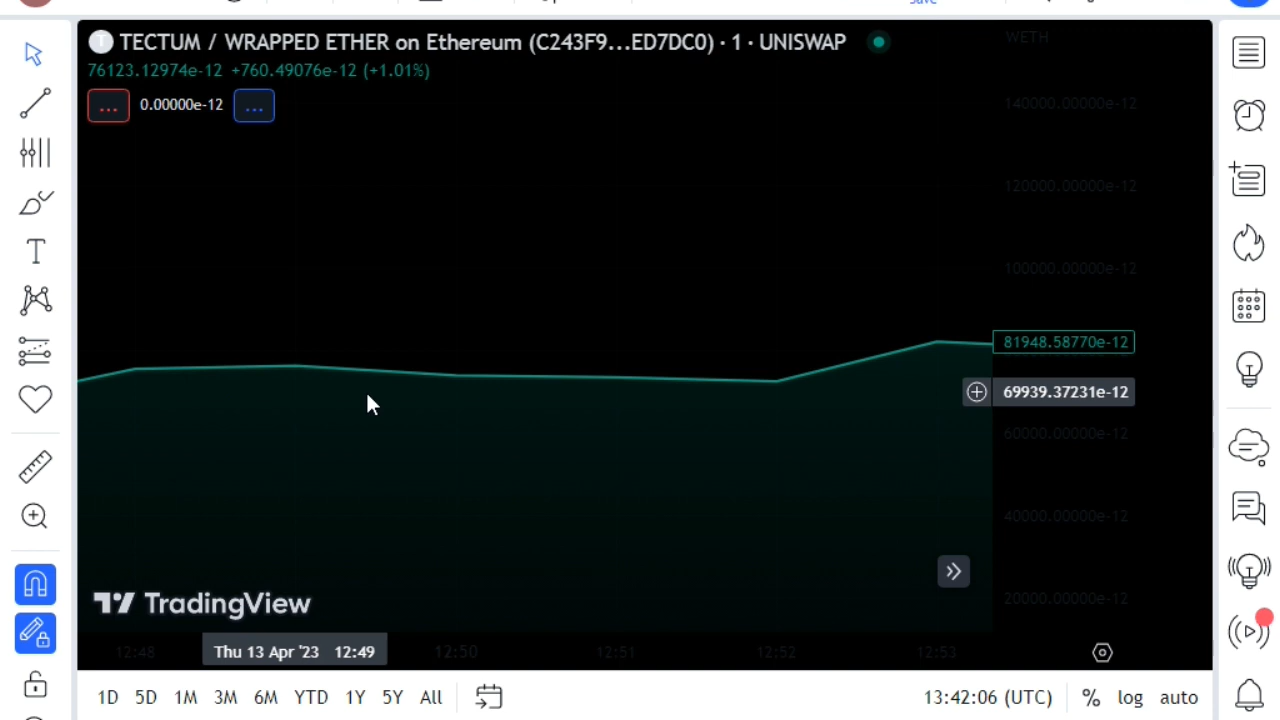 save
TECTUM / WRAPPED ETHER on Ethereum (C243F9...ED7DC0) · 1 · UNISWAP
WETH
76123.12974e-12 +760.49076e-12 (+1.01%)
... 0.00000e-12 ...
140000.00000e-12
120000.00000e-12
100000.00000e-12
81948.58770e-12
69939.37231e-12
60000.00000e-12
40000.00000e-12
20000.00000e-12
TradingView
12:48 Thu 13 Apr '23 12:49 12:50 12:51 12:52 12:53
1D 5D 1M 3M 6M YTD 1Y 5Y All 13:42:06 (UTC) % log auto